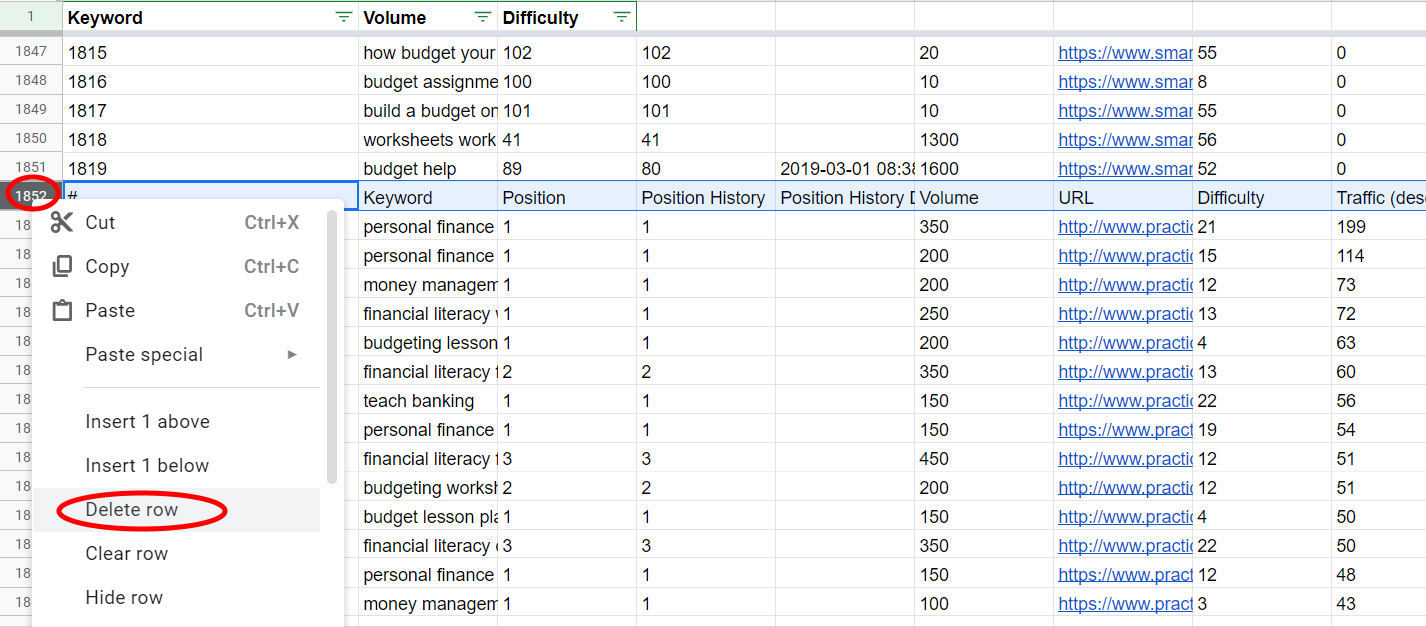 1 Keyword Volume Difficulty
1847 1815 how budget your 102 102 20 https://www.smar 55 0
1848 1816 budget assignme 100 100 10 https://www.smar 8 0
1849 1817 build a budget on 101 101 10 https://www.smar 55 0
1850 1818 worksheets work 41 41 1300 https://www.smar 56 0
1851 1819 budget help 89 80 2019-03-01 08:38 1600 https://www.smar 52 0
1852 # Keyword Position Position History Position History D Volume URL Difficulty Traffic (desc
18 Cut Ctrl+X personal finance 1 1 350 http://www.practic 21 199
18 Copy Ctrl+C personal finance 1 1 200 http://www.practic 15 114
18 money managem 1 1 200 http://www.practic 12 73
18 Paste Ctrl+V financial literacy w 1 1 250 http://www.practic 13 72
18 Paste special budgeting lesson 1 1 200 http://www.practic 4 63
18 financial literacy f 2 2 350 http://www.practic 13 60
18 teach banking 1 1 150 http://www.practic 22 56
18 Insert 1 above personal finance 1 1 150 https://www.pract 19 54
18 Insert 1 below financial literacy f 3 3 450 http://www.practic 12 51
18 budgeting worksh 2 2 200 http://www.practic 12 51
18 Delete row budget lesson pla 1 1 150 http://www.practic 4 50
18 Clear row financial literacy c 3 3 350 http://www.practic 22 50
18 personal finance 1 1 150 https://www.pract 12 48
18 Hide row money managem 1 1 100 https://www.pract 3 43